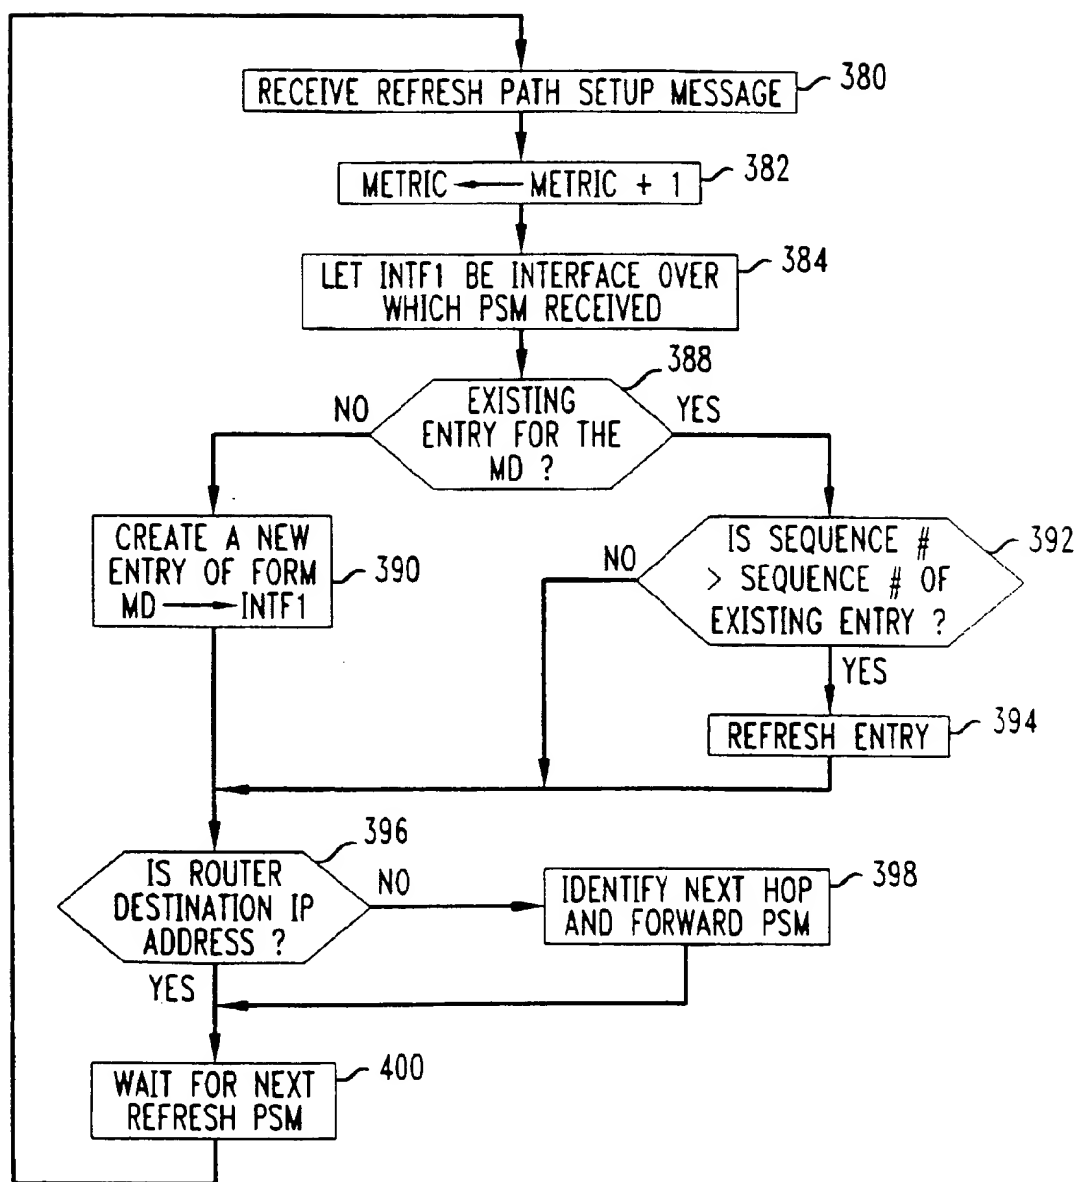 RECEIVE REFRESH PATH SETUP MESSAGE
380
METRIC ← METRIC + 1
382
LET INTF1 BE INTERFACE OVER
WHICH PSM RECEIVED
384
388
NO
EXISTING
ENTRY FOR THE
MD ?
YES
CREATE A NEW
ENTRY OF FORM
MD → INTF1
390
NO
IS SEQUENCE #
> SEQUENCE # OF
EXISTING ENTRY ?
392
YES
REFRESH ENTRY
394
396
IS ROUTER
DESTINATION IP
ADDRESS ?
NO
IDENTIFY NEXT HOP
AND FORWARD PSM
398
YES
WAIT FOR NEXT
REFRESH PSM
400